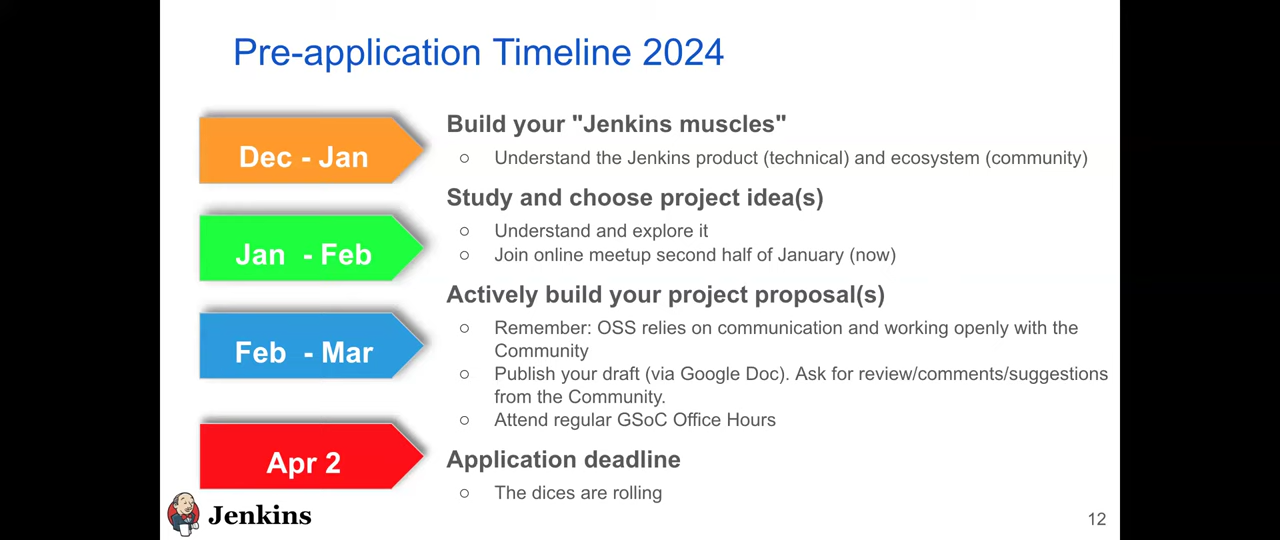 Pre-application Timeline 2024
Dec - Jan
Build your "Jenkins muscles"
○ Understand the Jenkins product (technical) and ecosystem (community)
Jan - Feb
Study and choose project idea(s)
○ Understand and explore it
○ Join online meetup second half of January (now)
Feb - Mar
Actively build your project proposal(s)
○ Remember: OSS relies on communication and working openly with the
Community
○ Publish your draft (via Google Doc). Ask for review/comments/suggestions
from the Community.
○ Attend regular GSoC Office Hours
Apr 2
Application deadline
○ The dices are rolling
Jenkins
12